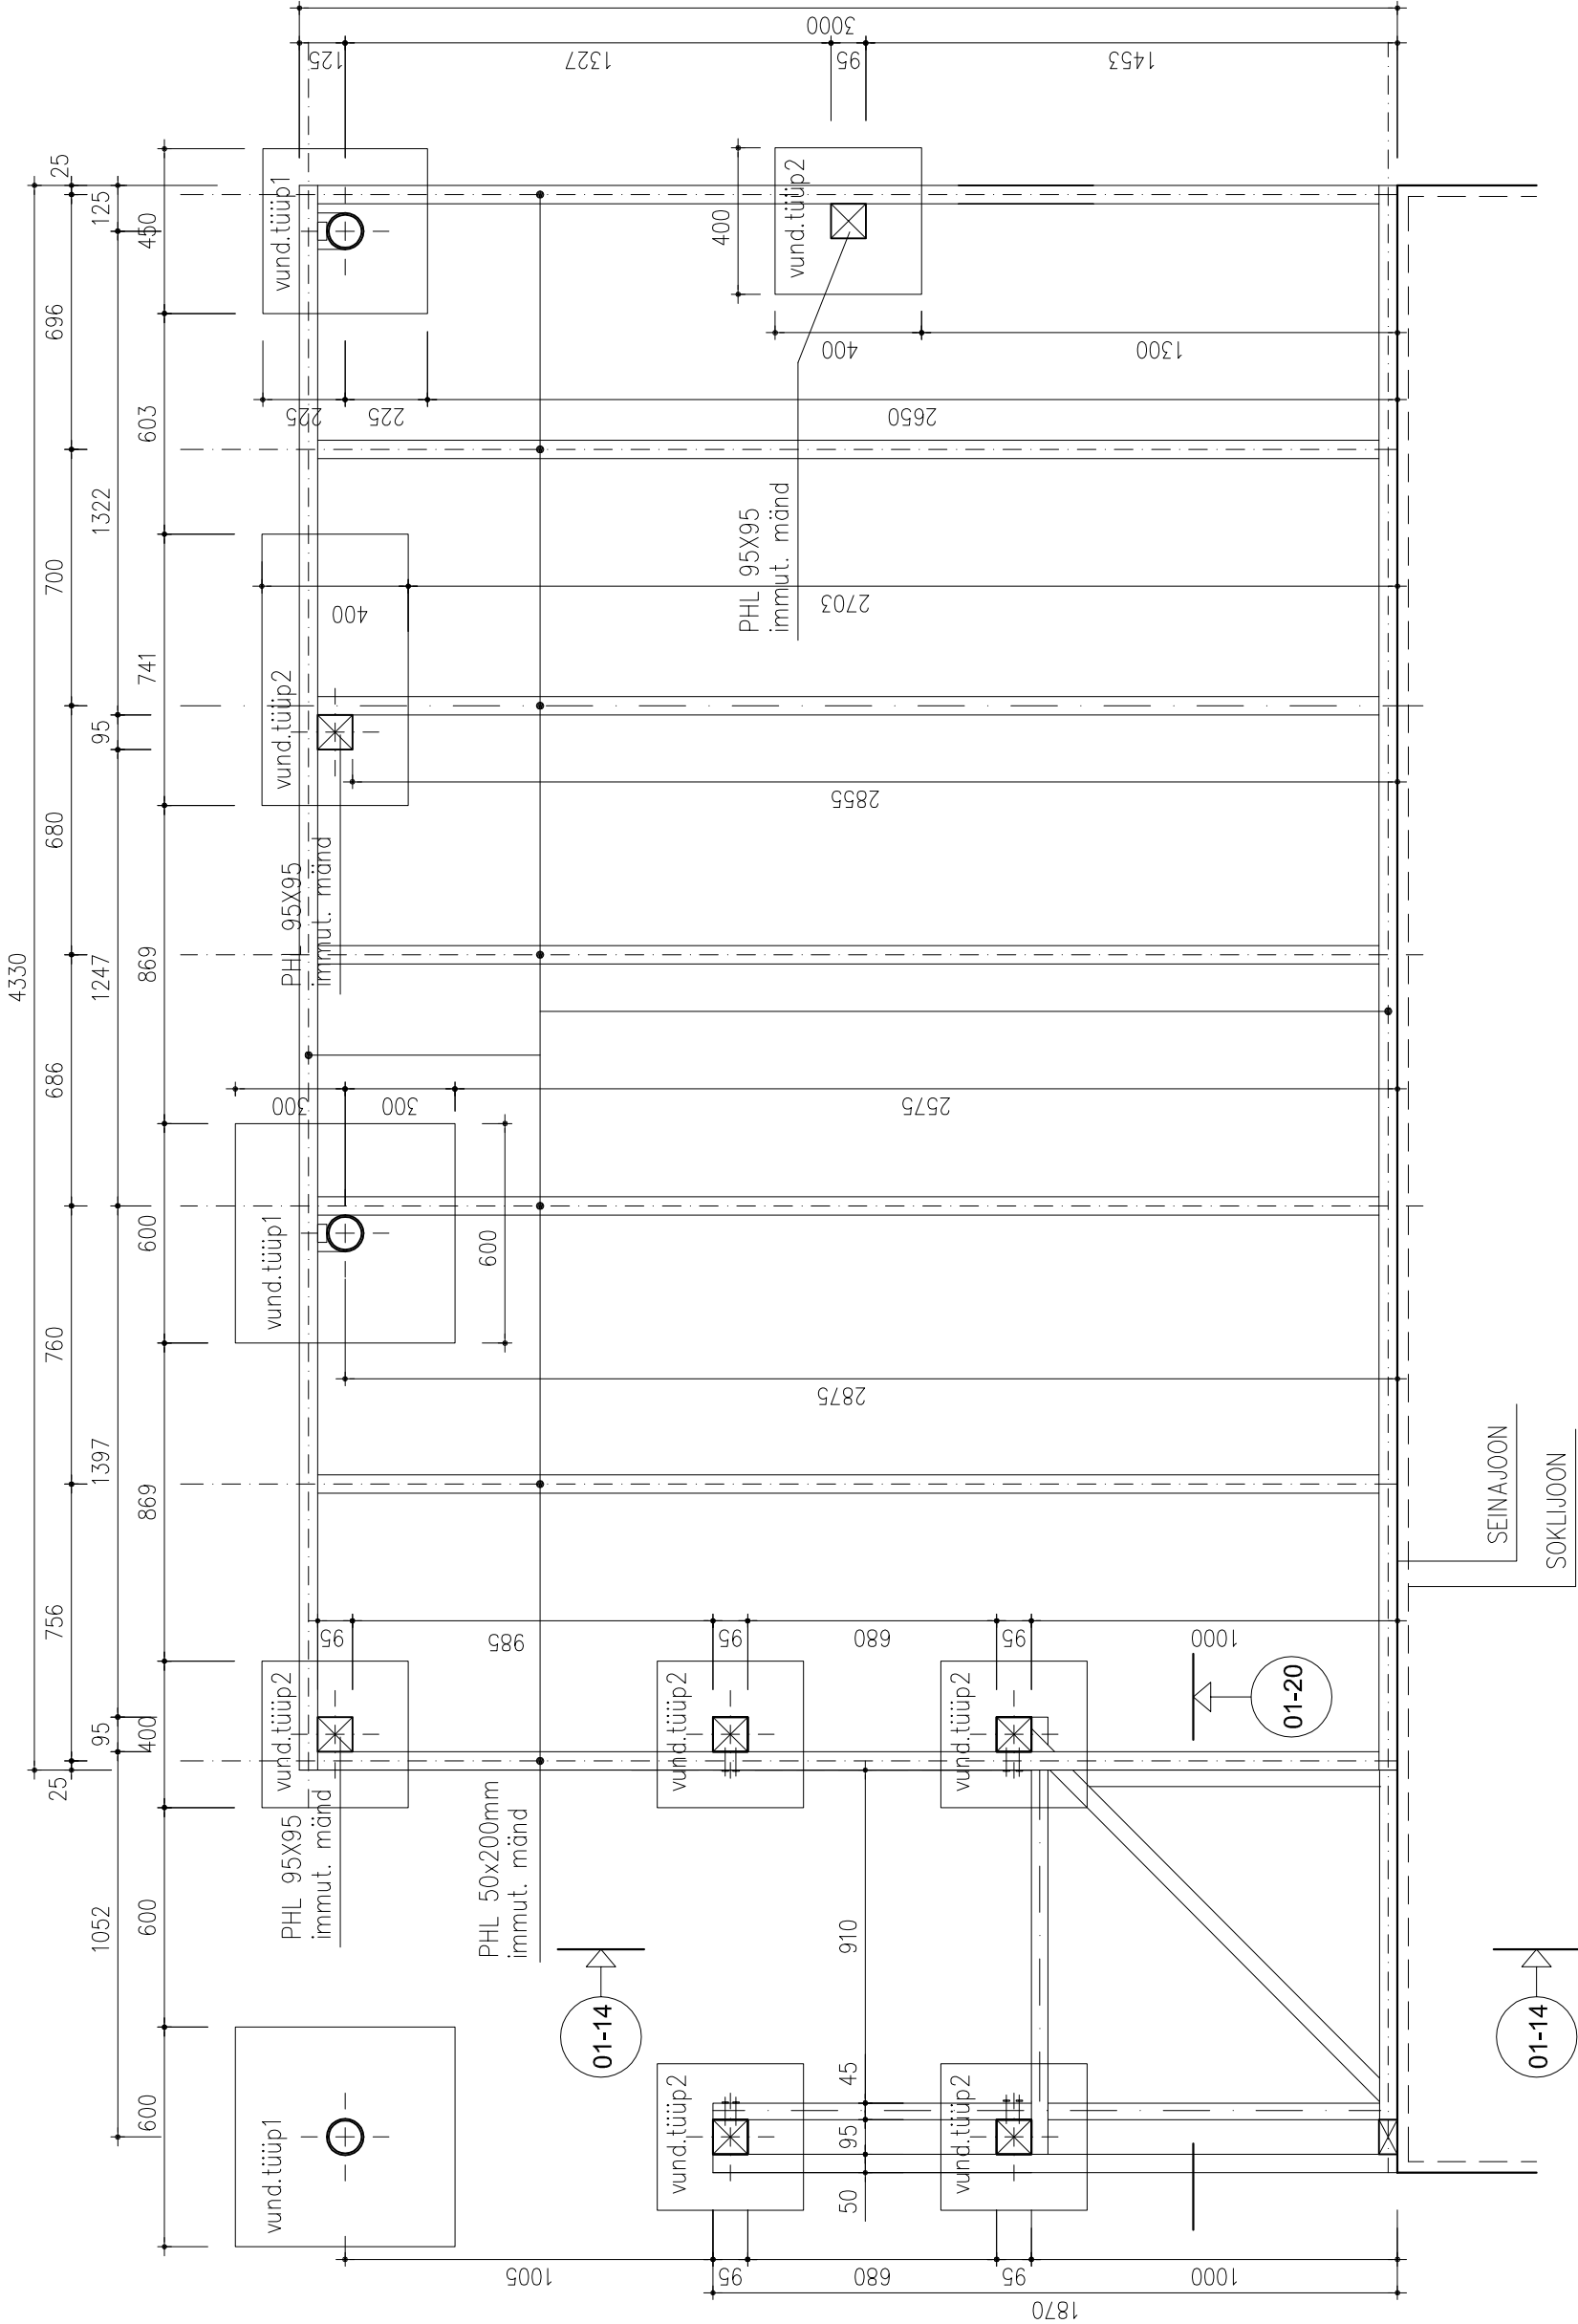 4330
25 756 760 686 680 700 696 25
1052 95 1397 1247 95 1322 125
600 600 400 869 600 869 741 603 450
vund.tüüp1
vund.tüüp2
vund.tüüp1
vund.tüüp2
vund.tüüp1
PHL 95X95
immut. mänd
PHL 95X95
immut. mänd
300
300
2575
600
2875
400
2703
2855
225
225
2650
125
1327
95
1453
3000
PHL 50x200mm
immut. mänd
01-14
95
985
95
680
95
1000
vund.tüüp2
vund.tüüp2
400
vund.tüüp2
400
1300
PHL 95X95
immut. mänd
50 95 45 910
vund.tüüp2
vund.tüüp2
01-20
1005
95
680
95
1000
1870
SEINAJOON
SOKLIJOON
01-14